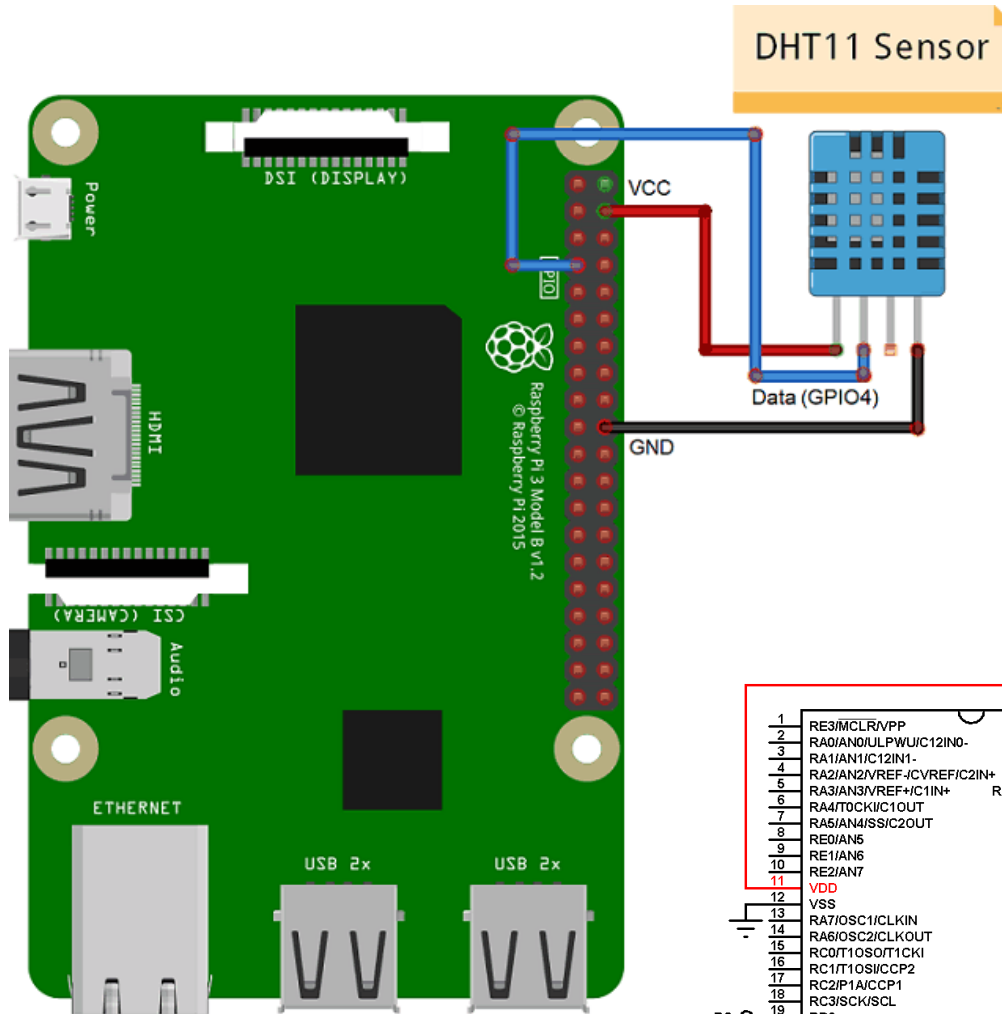 DHT11 Sensor
DSI (DISPLAY)
Power
VCC
HDMI
Data (GPIO4)
GND
Raspberry Pi 3 Model B v1.2
© Raspberry Pi 2015
CSI (CAMERA)
Audio
ETHERNET
USB 2x
USB 2x
1 RE3/MCLR/VPP
2 RA0/AN0/ULPWU/C12IN0-
3 RA1/AN1/C12IN1-
4 RA2/AN2/VREF-/CVREF/C2IN+
5 RA3/AN3/VREF+/C1IN+ R
6 RA4/T0CKI/C1OUT
7 RA5/AN4/SS/C2OUT
8 RE0/AN5
9 RE1/AN6
10 RE2/AN7
11 VDD
12 VSS
13 RA7/OSC1/CLKIN
14 RA6/OSC2/CLKOUT
15 RC0/T1OSO/T1CKI
16 RC1/T1OSI/CCP2
17 RC2/P1A/CCP1
18 RC3/SCK/SCL
19